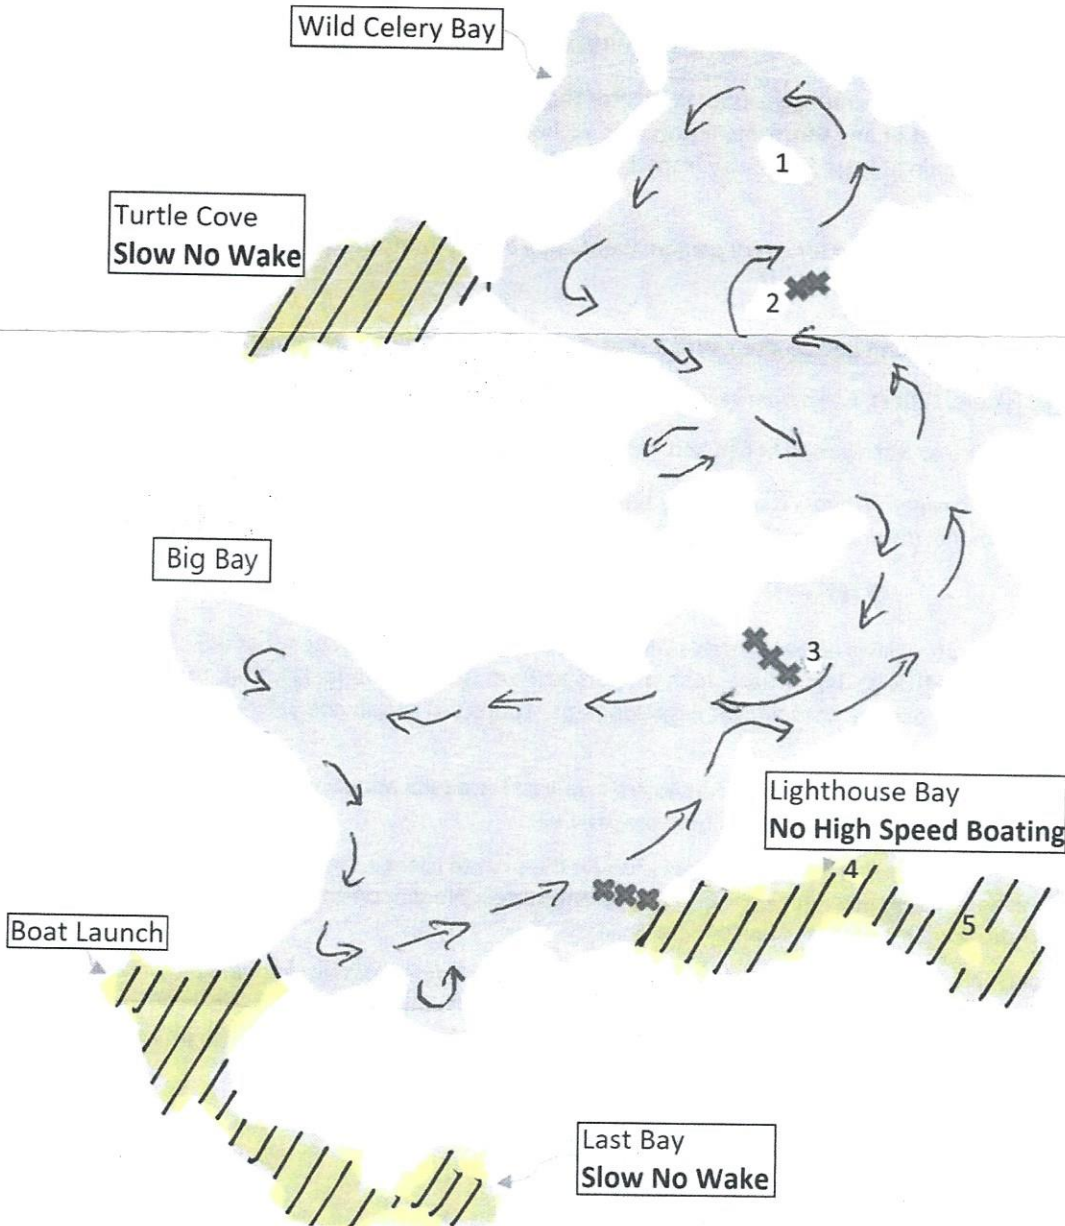 Wild Celery Bay
1
Turtle Cove
Slow No Wake
2
Big Bay
3
Lighthouse Bay
No High Speed Boating
4
5
Boat Launch
Last Bay
Slow No Wake